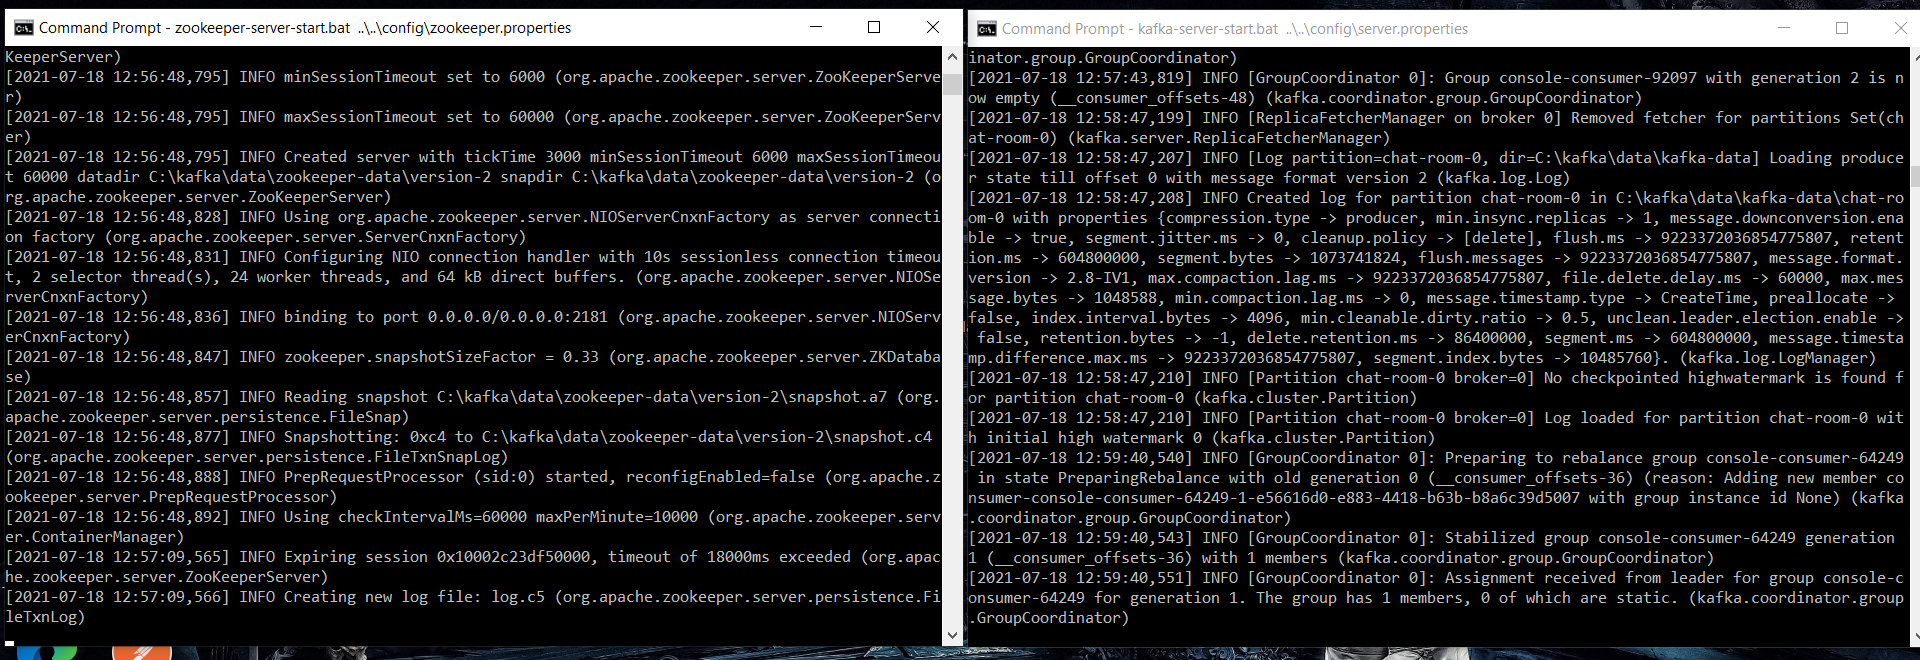 Command Prompt - zookeeper-server-start.bat ..\..\config\zookeeper.properties
KeeperServer)
[2021-07-18 12:56:48,795] INFO minSessionTimeout set to 6000 (org.apache.zookeeper.server.ZooKeeperServe
r)
[2021-07-18 12:56:48,795] INFO maxSessionTimeout set to 60000 (org.apache.zookeeper.server.ZooKeeperServ
er)
[2021-07-18 12:56:48,795] INFO Created server with tickTime 3000 minSessionTimeout 6000 maxSessionTimeou
t 60000 datadir C:\kafka\data\zookeeper-data\version-2 snapdir C:\kafka\data\zookeeper-data\version-2 (o
rg.apache.zookeeper.server.ZooKeeperServer)
[2021-07-18 12:56:48,828] INFO Using org.apache.zookeeper.server.NIOServerCnxnFactory as server connecti
on factory (org.apache.zookeeper.server.ServerCnxnFactory)
[2021-07-18 12:56:48,831] INFO Configuring NIO connection handler with 10s sessionless connection timeou
t, 2 selector thread(s), 24 worker threads, and 64 kB direct buffers. (org.apache.zookeeper.server.NIOSe
rverCnxnFactory)
[2021-07-18 12:56:48,836] INFO binding to port 0.0.0.0/0.0.0.0:2181 (org.apache.zookeeper.server.NIOServ
erCnxnFactory)
[2021-07-18 12:56:48,847] INFO zookeeper.snapshotSizeFactor = 0.33 (org.apache.zookeeper.server.ZKDataba
se)
[2021-07-18 12:56:48,857] INFO Reading snapshot C:\kafka\data\zookeeper-data\version-2\snapshot.a7 (org.
apache.zookeeper.server.persistence.FileSnap)
[2021-07-18 12:56:48,877] INFO Snapshotting: 0xc4 to C:\kafka\data\zookeeper-data\version-2\snapshot.c4
(org.apache.zookeeper.server.persistence.FileTxnSnapLog)
[2021-07-18 12:56:48,888] INFO PrepRequestProcessor (sid:0) started, reconfigEnabled=false (org.apache.z
ookeeper.server.PrepRequestProcessor)
[2021-07-18 12:56:48,892] INFO Using checkIntervalMs=60000 maxPerMinute=10000 (org.apache.zookeeper.serv
er.ContainerManager)
[2021-07-18 12:57:09,565] INFO Expiring session 0x10002c23df50000, timeout of 18000ms exceeded (org.apac
he.zookeeper.server.ZooKeeperServer)
[2021-07-18 12:57:09,566] INFO Creating new log file: log.c5 (org.apache.zookeeper.server.persistence.Fi
leTxnLog)
Command Prompt - kafka-server-start.bat ..\..\config\server.properties
inator.group.GroupCoordinator)
[2021-07-18 12:57:43,819] INFO [GroupCoordinator 0]: Group console-consumer-92097 with generation 2 is n
ow empty (__consumer_offsets-48) (kafka.coordinator.group.GroupCoordinator)
[2021-07-18 12:58:47,199] INFO [ReplicaFetcherManager on broker 0] Removed fetcher for partitions Set(ch
at-room-0) (kafka.server.ReplicaFetcherManager)
[2021-07-18 12:58:47,207] INFO [Log partition=chat-room-0, dir=C:\kafka\data\kafka-data] Loading produce
r state till offset 0 with message format version 2 (kafka.log.Log)
[2021-07-18 12:58:47,208] INFO Created log for partition chat-room-0 in C:\kafka\data\kafka-data\chat-ro
om-0 with properties {compression.type -> producer, min.insync.replicas -> 1, message.downconversion.ena
ble -> true, segment.jitter.ms -> 0, cleanup.policy -> [delete], flush.ms -> 9223372036854775807, retent
ion.ms -> 604800000, segment.bytes -> 1073741824, flush.messages -> 9223372036854775807, message.format.
version -> 2.8-IV1, max.compaction.lag.ms -> 9223372036854775807, file.delete.delay.ms -> 60000, max.mes
sage.bytes -> 1048588, min.compaction.lag.ms -> 0, message.timestamp.type -> CreateTime, preallocate ->
false, index.interval.bytes -> 4096, min.cleanable.dirty.ratio -> 0.5, unclean.leader.election.enable ->
false, retention.bytes -> -1, delete.retention.ms -> 86400000, segment.ms -> 604800000, message.timesta
mp.difference.max.ms -> 9223372036854775807, segment.index.bytes -> 10485760}. (kafka.log.LogManager)
[2021-07-18 12:58:47,210] INFO [Partition chat-room-0 broker=0] No checkpointed highwatermark is found f
or partition chat-room-0 (kafka.cluster.Partition)
[2021-07-18 12:58:47,210] INFO [Partition chat-room-0 broker=0] Log loaded for partition chat-room-0 wit
h initial high watermark 0 (kafka.cluster.Partition)
[2021-07-18 12:59:40,540] INFO [GroupCoordinator 0]: Preparing to rebalance group console-consumer-64249
in state PreparingRebalance with old generation 0 (__consumer_offsets-36) (reason: Adding new member co
nsumer-console-consumer-64249-1-e56616d0-e883-4418-b63b-b8a6c39d5007 with group instance id None) (kafka
.coordinator.group.GroupCoordinator)
[2021-07-18 12:59:40,543] INFO [GroupCoordinator 0]: Stabilized group console-consumer-64249 generation
1 (__consumer_offsets-36) with 1 members (kafka.coordinator.group.GroupCoordinator)
[2021-07-18 12:59:40,551] INFO [GroupCoordinator 0]: Assignment received from leader for group console-c
onsumer-64249 for generation 1. The group has 1 members, 0 of which are static. (kafka.coordinator.group
.GroupCoordinator)